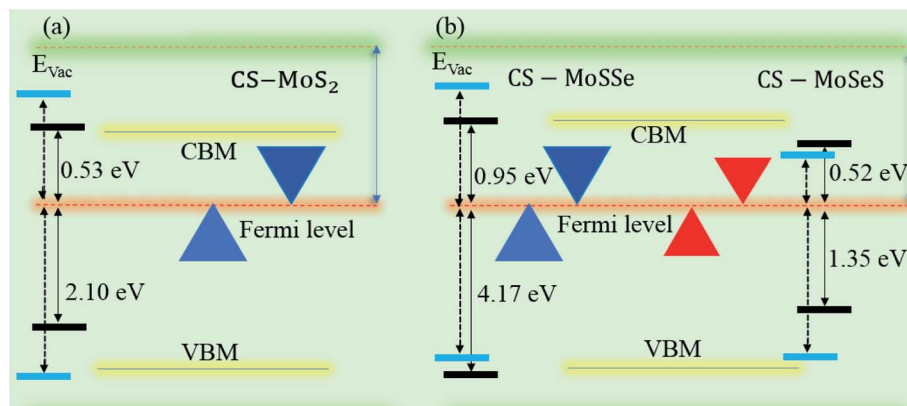 (a)
E_Vac
CS−MoS₂
CBM
0.53 eV
Fermi level
2.10 eV
VBM
(b)
E_Vac
CS − MoSSe
CS − MoSeS
CBM
0.95 eV
0.52 eV
Fermi level
1.35 eV
4.17 eV
VBM